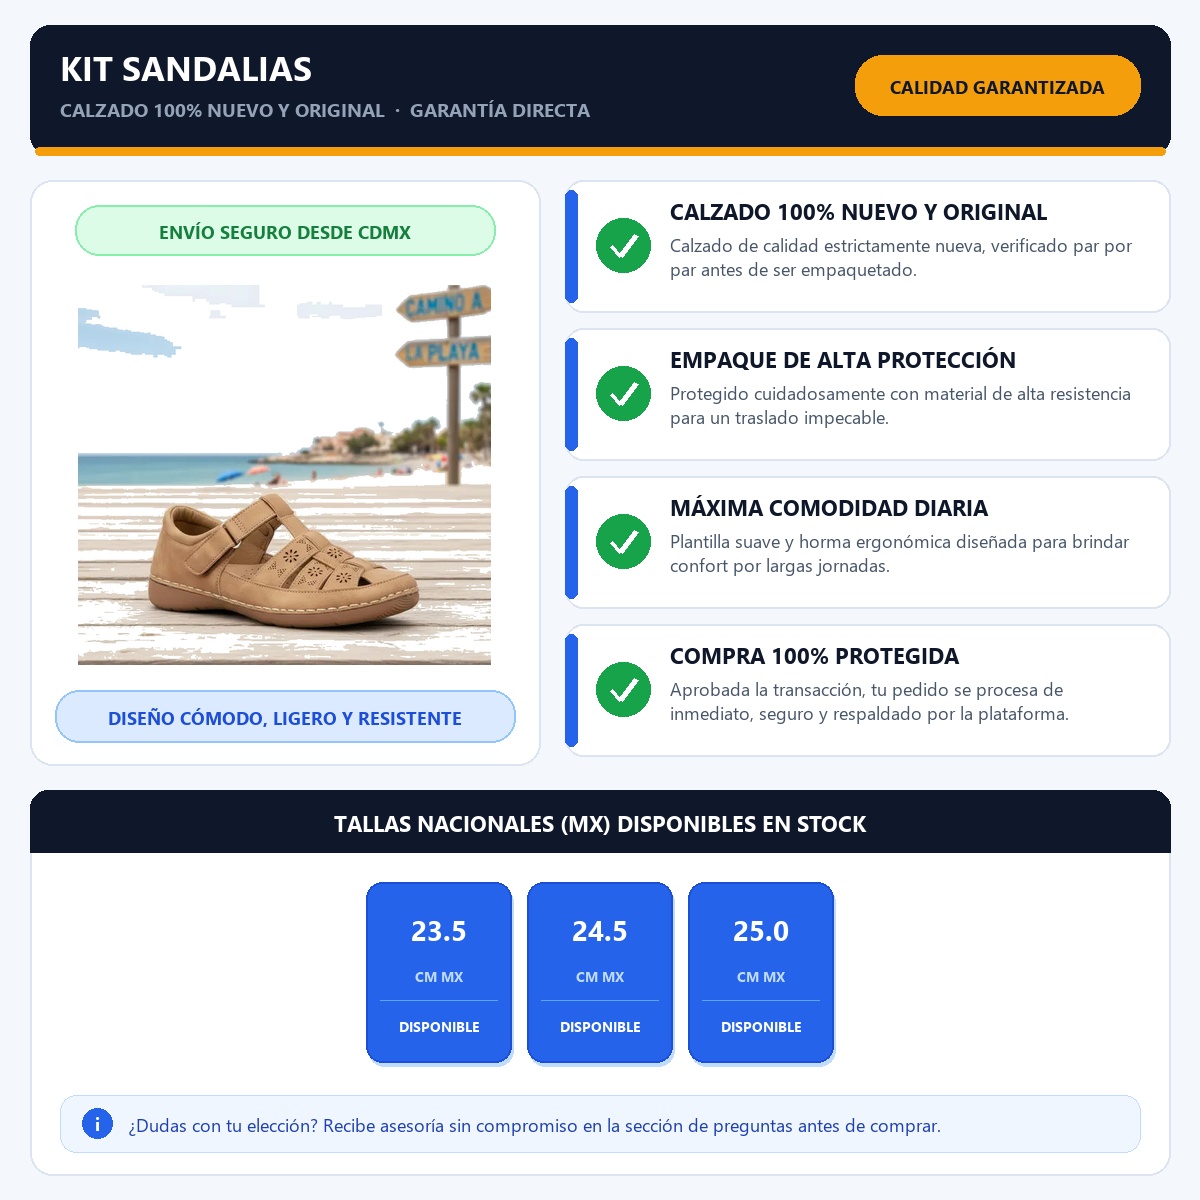 KIT SANDALIAS
CALZADO 100% NUEVO Y ORIGINAL · GARANTÍA DIRECTA
CALIDAD GARANTIZADA
ENVÍO SEGURO DESDE CDMX
CAMINO A
LA PLAYA
DISEÑO CÓMODO, LIGERO Y RESISTENTE
CALZADO 100% NUEVO Y ORIGINAL
Calzado de calidad estrictamente nueva, verificado par por
par antes de ser empaquetado.
EMPAQUE DE ALTA PROTECCIÓN
Protegido cuidadosamente con material de alta resistencia
para un traslado impecable.
MÁXIMA COMODIDAD DIARIA
Plantilla suave y horma ergonómica diseñada para brindar
confort por largas jornadas.
COMPRA 100% PROTEGIDA
Aprobada la transacción, tu pedido se procesa de
inmediato, seguro y respaldado por la plataforma.
TALLAS NACIONALES (MX) DISPONIBLES EN STOCK
23.5
CM MX
DISPONIBLE
24.5
CM MX
DISPONIBLE
25.0
CM MX
DISPONIBLE
¿Dudas con tu elección? Recibe asesoría sin compromiso en la sección de preguntas antes de comprar.